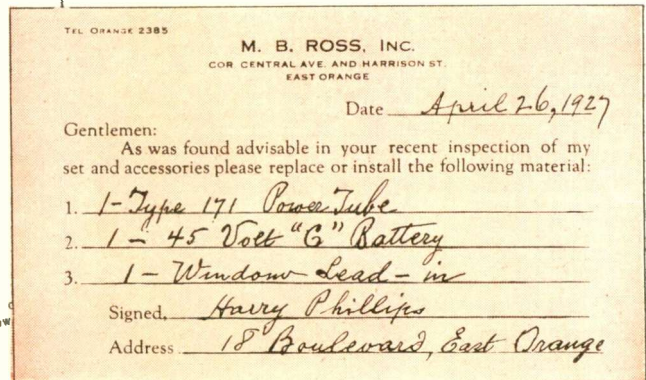 TEL ORANGE 2385
M. B. ROSS, INC.
COR CENTRAL AVE. AND HARRISON ST.
EAST ORANGE
Date April 26, 1927
Gentlemen:
As was found advisable in your recent inspection of my
set and accessories please replace or install the following material:
1. 1-Type 171 Power Tube
2. 1 - 45 Volt "C" Battery
3. 1 - Window Lead-in
Signed, Harry Phillips
Address 18 Boulevard, East Orange